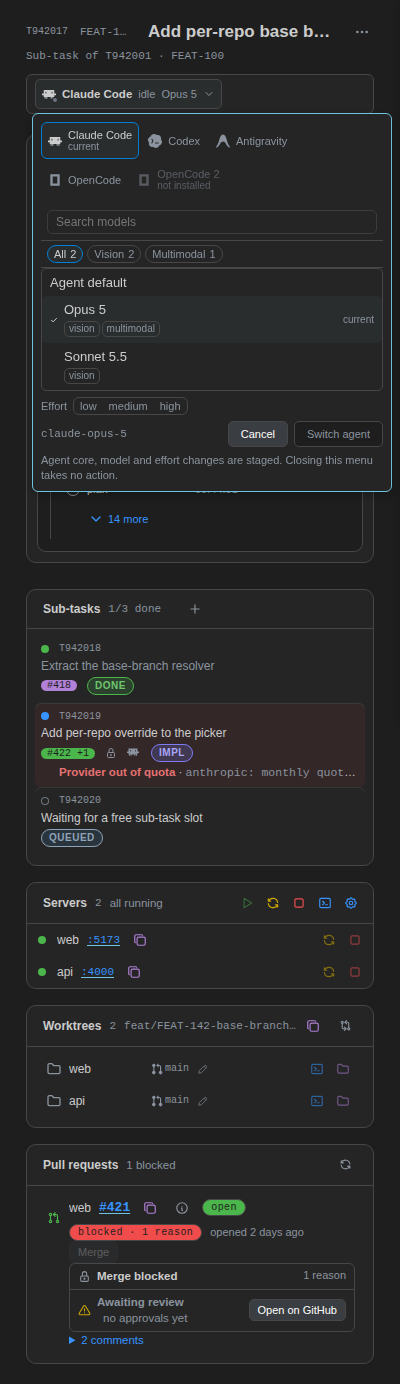 T942017 FEAT-1… Add per-repo base b… ···
Sub-task of T942001 · FEAT-100
Claude Code idle Opus 5
Claude Code
current
Codex
Antigravity
OpenCode
OpenCode 2
not installed
Search models
All 2 Vision 2 Multimodal 1
Agent default
Opus 5
vision multimodal
current
Sonnet 5.5
vision
Effort low medium high
claude-opus-5 Cancel Switch agent
Agent core, model and effort changes are staged. Closing this menu
takes no action.
14 more
Sub-tasks 1/3 done
T942018
Extract the base-branch resolver
#418 DONE
T942019
Add per-repo override to the picker
#422 +1 IMPL
Provider out of quota · anthropic: monthly quot…
T942020
Waiting for a free sub-task slot
QUEUED
Servers 2 all running
web :5173
api :4000
Worktrees 2 feat/FEAT-142-base-branch…
web main
api main
Pull requests 1 blocked
web #421 open
blocked · 1 reason opened 2 days ago
Merge
Merge blocked 1 reason
Awaiting review
no approvals yet
Open on GitHub
2 comments